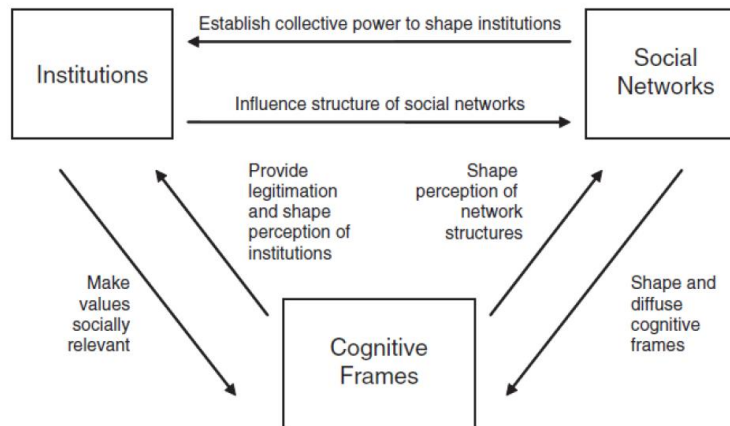 Establish collective power to shape institutions
Institutions
Social
Networks
Influence structure of social networks
Provide
legitimation
and shape
perception of
institutions
Shape
perception of
network
structures
Make
values
socially
relevant
Shape and
diffuse
cognitive
frames
Cognitive
Frames